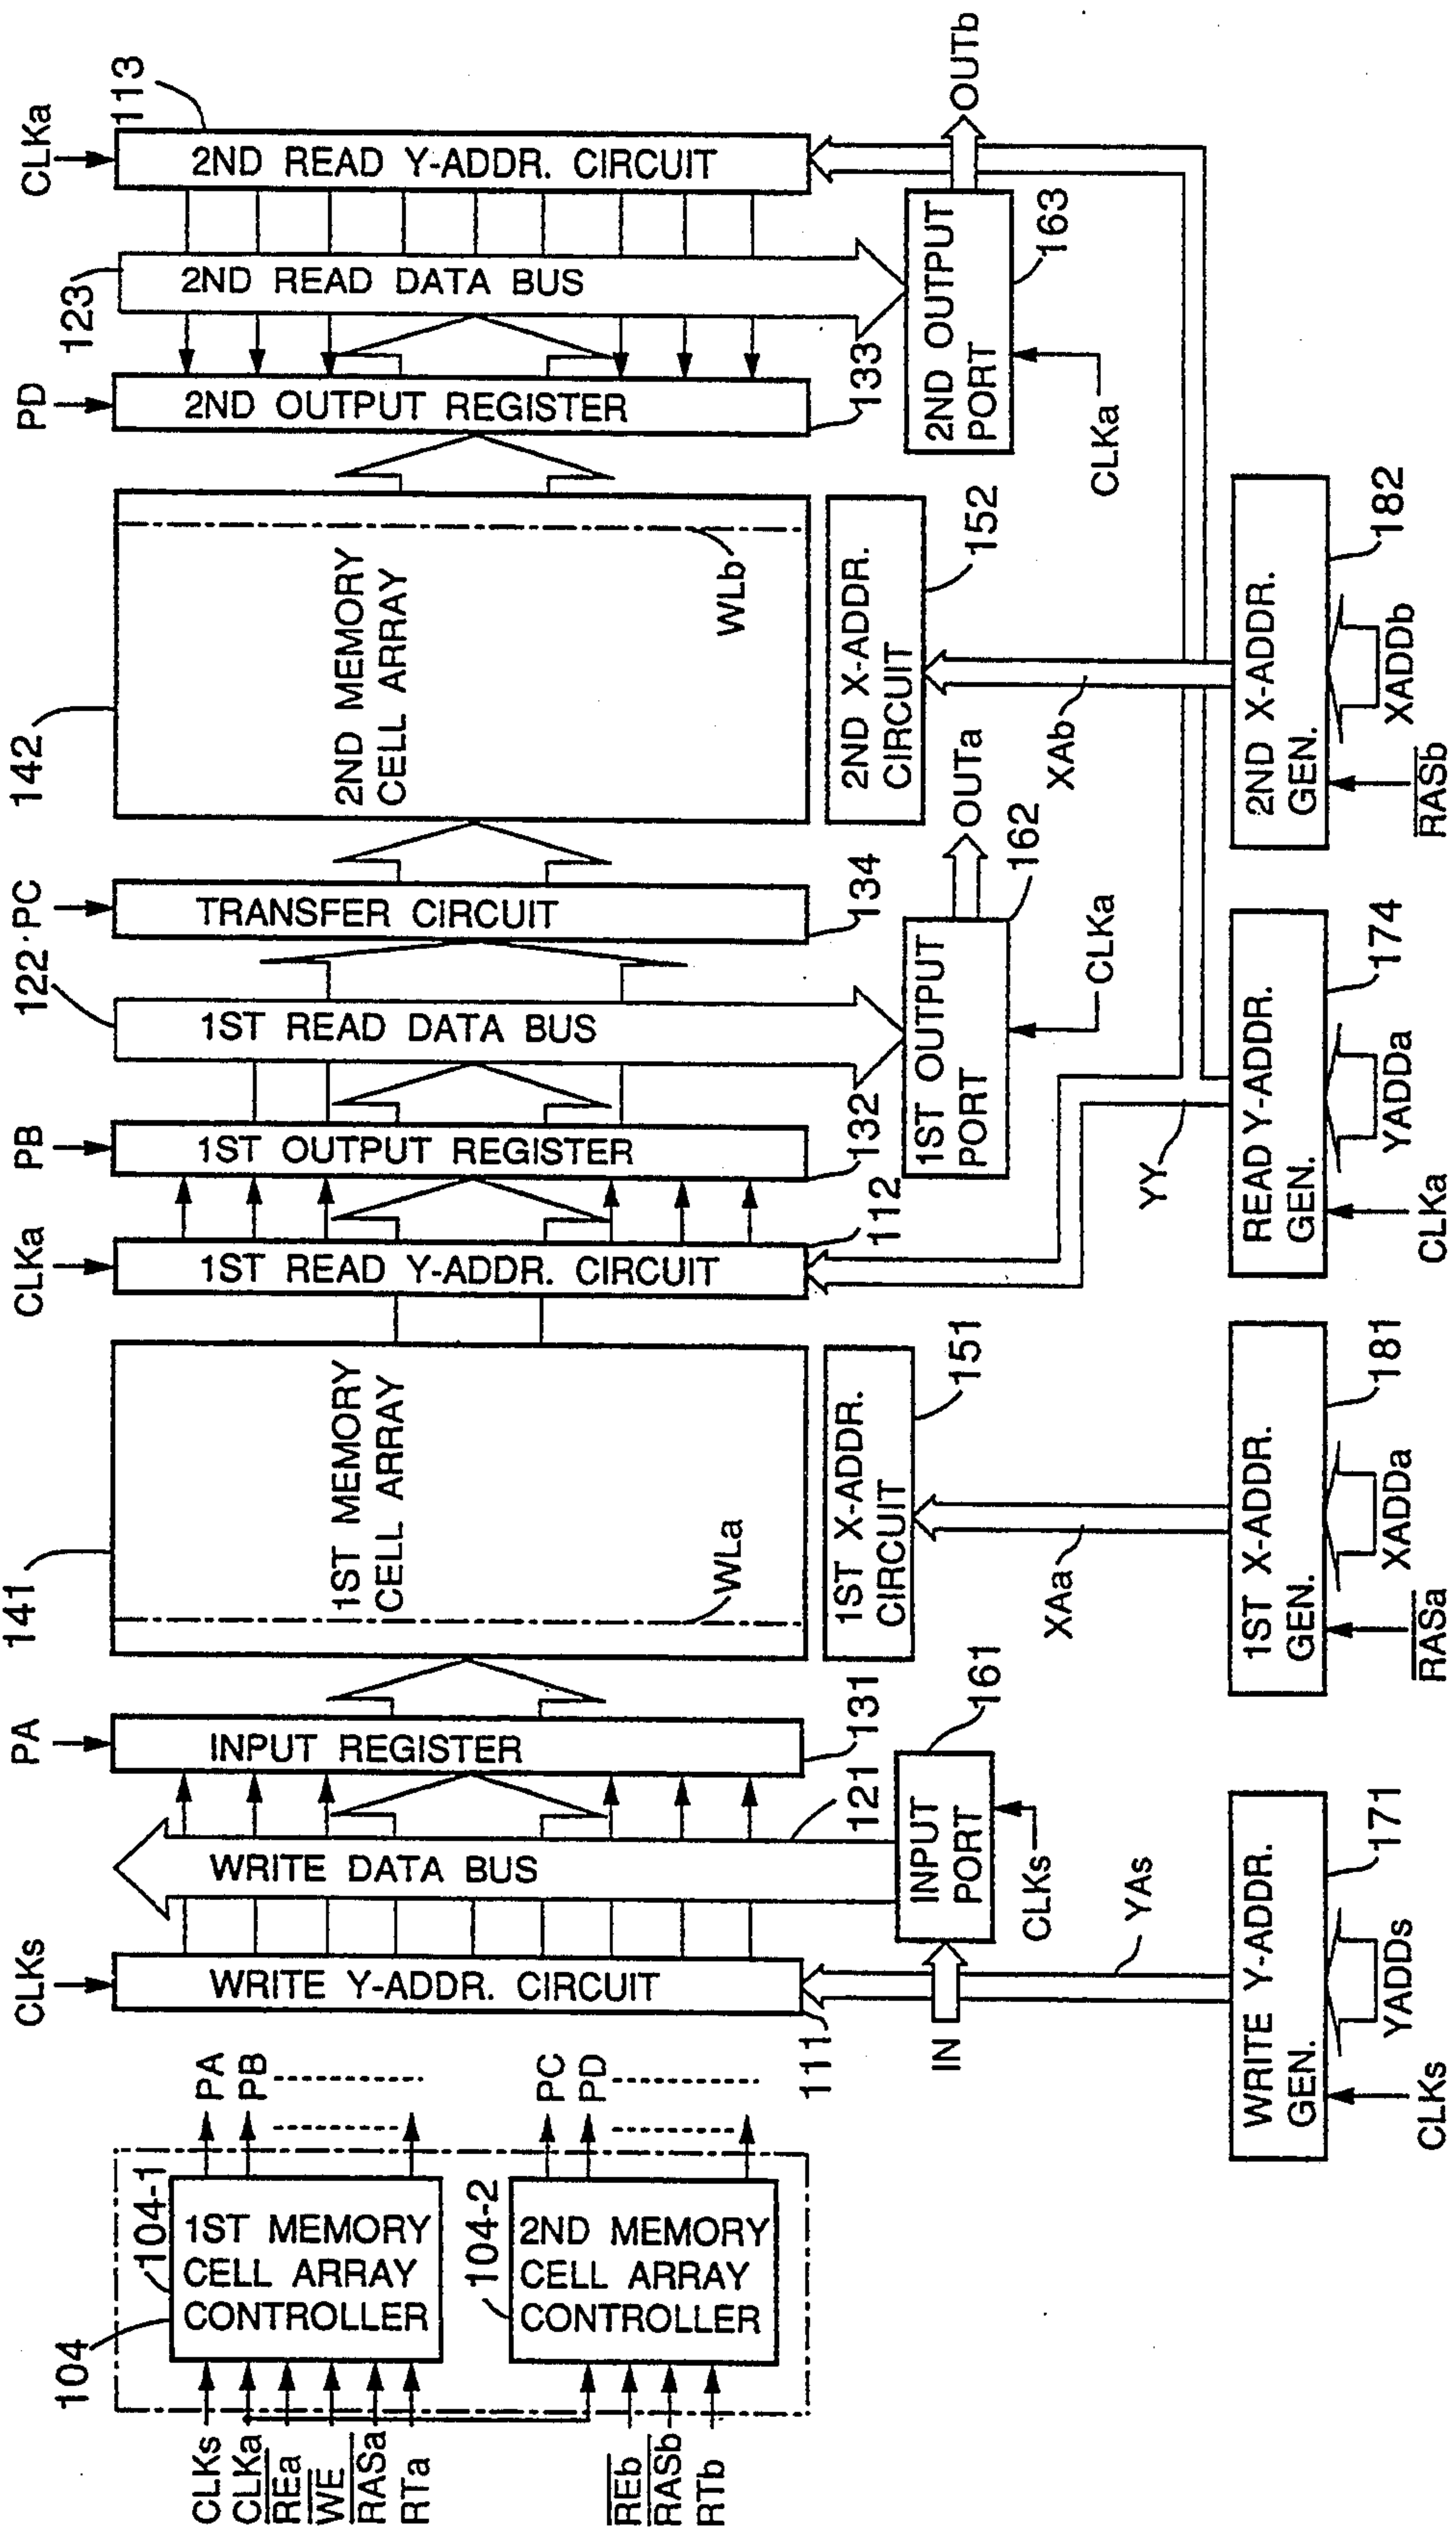 CLKs
CLKa
REa
WE
RASa
RTa
REb
RASb
RTb
104
104-1
1ST MEMORY
CELL ARRAY
CONTROLLER
104-2
2ND MEMORY
CELL ARRAY
CONTROLLER
PA
PB
PC
PD
CLKs
WRITE Y-ADDR. CIRCUIT
111
WRITE DATA BUS
121
PA
INPUT REGISTER
131
IN
INPUT
PORT
161
CLKs
YAs
WRITE Y-ADDR.
GEN.
171
CLKs
YADDs
141
1ST MEMORY
CELL ARRAY
WLa
1ST X-ADDR.
CIRCUIT
151
XAa
1ST X-ADDR.
GEN.
181
RASa
XADDa
CLKa
1ST READ Y-ADDR. CIRCUIT
112
PB
1ST OUTPUT REGISTER
132
122
1ST READ DATA BUS
1ST OUTPUT
PORT
162
OUTa
CLKa
YY
READ Y-ADDR.
GEN.
174
CLKa
YADDa
PC
TRANSFER CIRCUIT
134
142
2ND MEMORY
CELL ARRAY
WLb
2ND X-ADDR.
CIRCUIT
152
XAb
2ND X-ADDR.
GEN.
182
RASb
XADDb
PD
2ND OUTPUT REGISTER
133
123
2ND READ DATA BUS
2ND OUTPUT
PORT
163
OUTb
CLKa
CLKa
2ND READ Y-ADDR. CIRCUIT
113